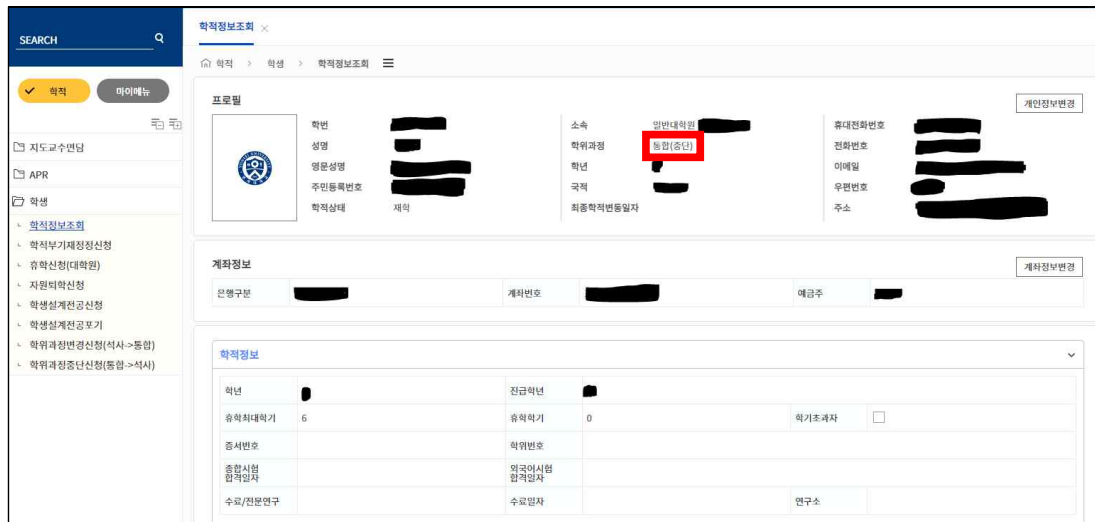 SEARCH
학적정보조회 ×
학적 > 학생 > 학적정보조회
학적
마이메뉴
지도교수면담
APR
학생
학적정보조회
학적부기재정정신청
휴학신청(대학원)
자원퇴학신청
학생설계전공신청
학생설계전공포기
학위과정변경신청(석사->통합)
학위과정중단신청(통합->석사)
프로필
개인정보변경
학번 소속 일반대학원 휴대전화번호
성명 학위과정 통합(중단) 전화번호
영문성명 학년 이메일
주민등록번호 국적 우편번호
학적상태 재학 최종학적변동일자 주소
계좌정보
계좌정보변경
은행구분 계좌번호 예금주
학적정보
학년 진급학년
휴학최대학기 6 휴학학기 0 학기초과자
증서번호 학위번호
종합시험 외국어시험
합격일자 합격일자
수료/전문연구 수료일자 연구소